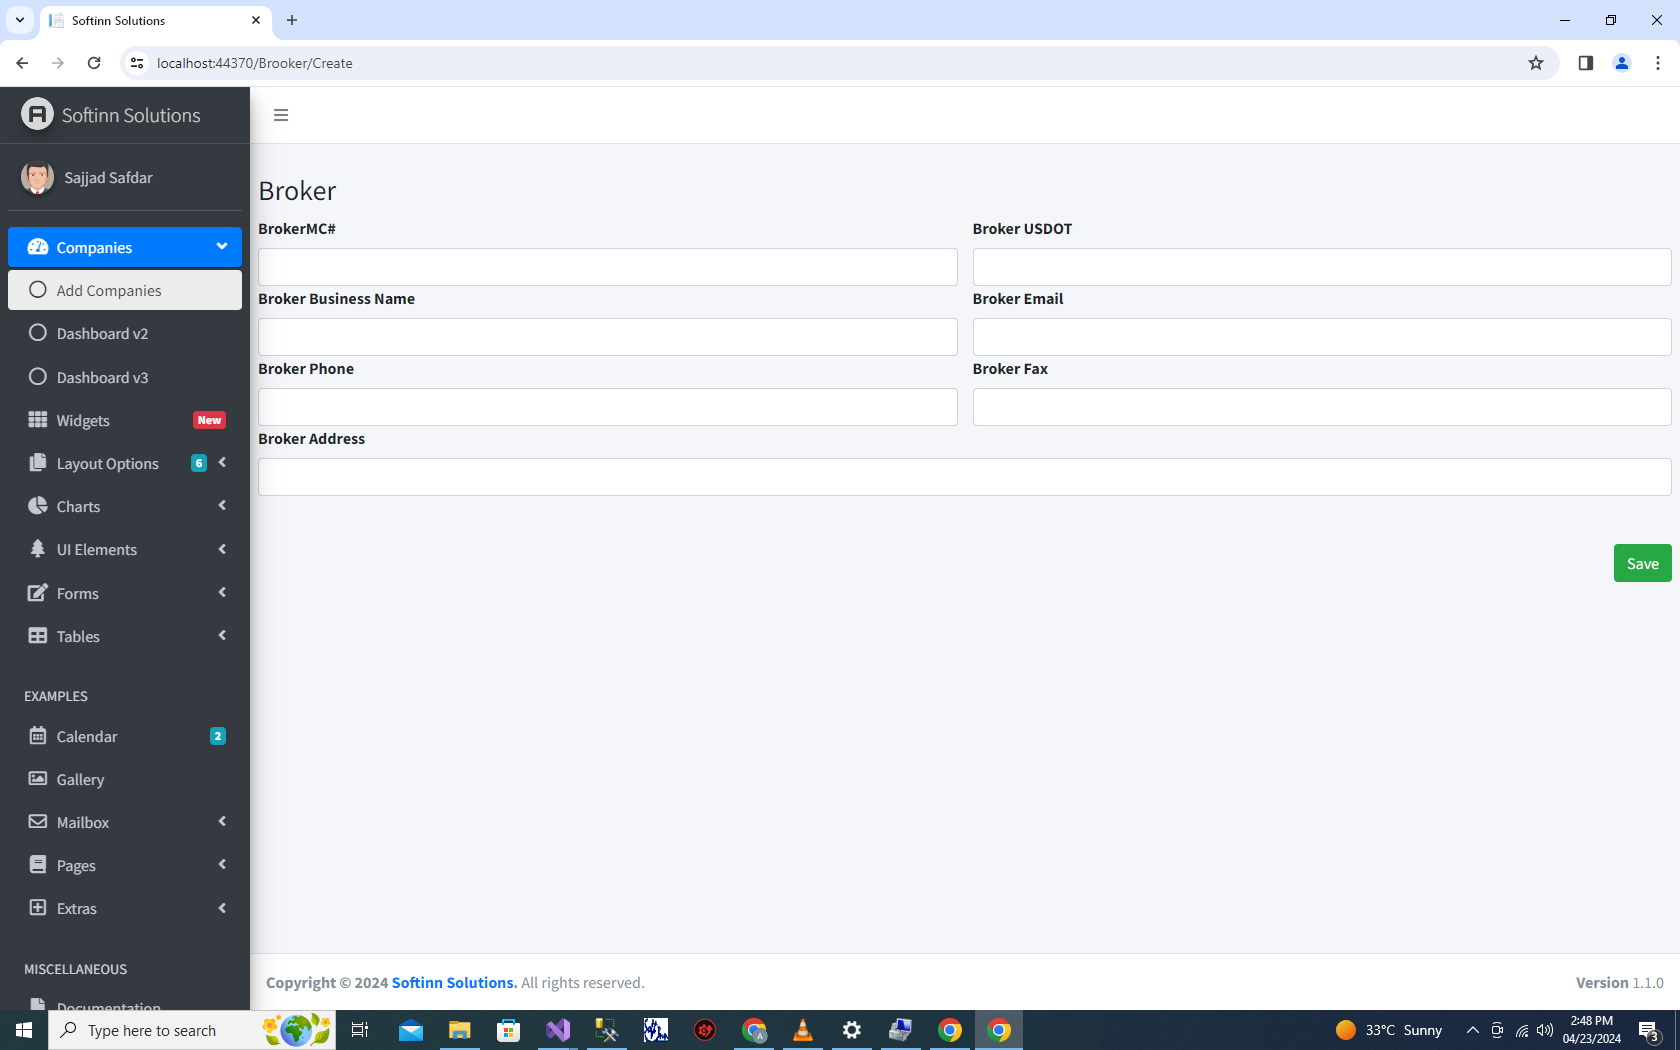 Softinn Solutions
localhost:44370/Brooker/Create
A Softinn Solutions
Sajjad Safdar
Companies
Add Companies
Dashboard v2
Dashboard v3
Widgets New
Layout Options 6
Charts
UI Elements
Forms
Tables
EXAMPLES
Calendar 2
Gallery
Mailbox
Pages
Extras
MISCELLANEOUS
Documentation
Broker
BrokerMC# Broker USDOT
Broker Business Name Broker Email
Broker Phone Broker Fax
Broker Address
Save
Copyright © 2024 Softinn Solutions. All rights reserved. Version 1.1.0
Type here to search
A
33°C Sunny
2:48 PM
04/23/2024
3